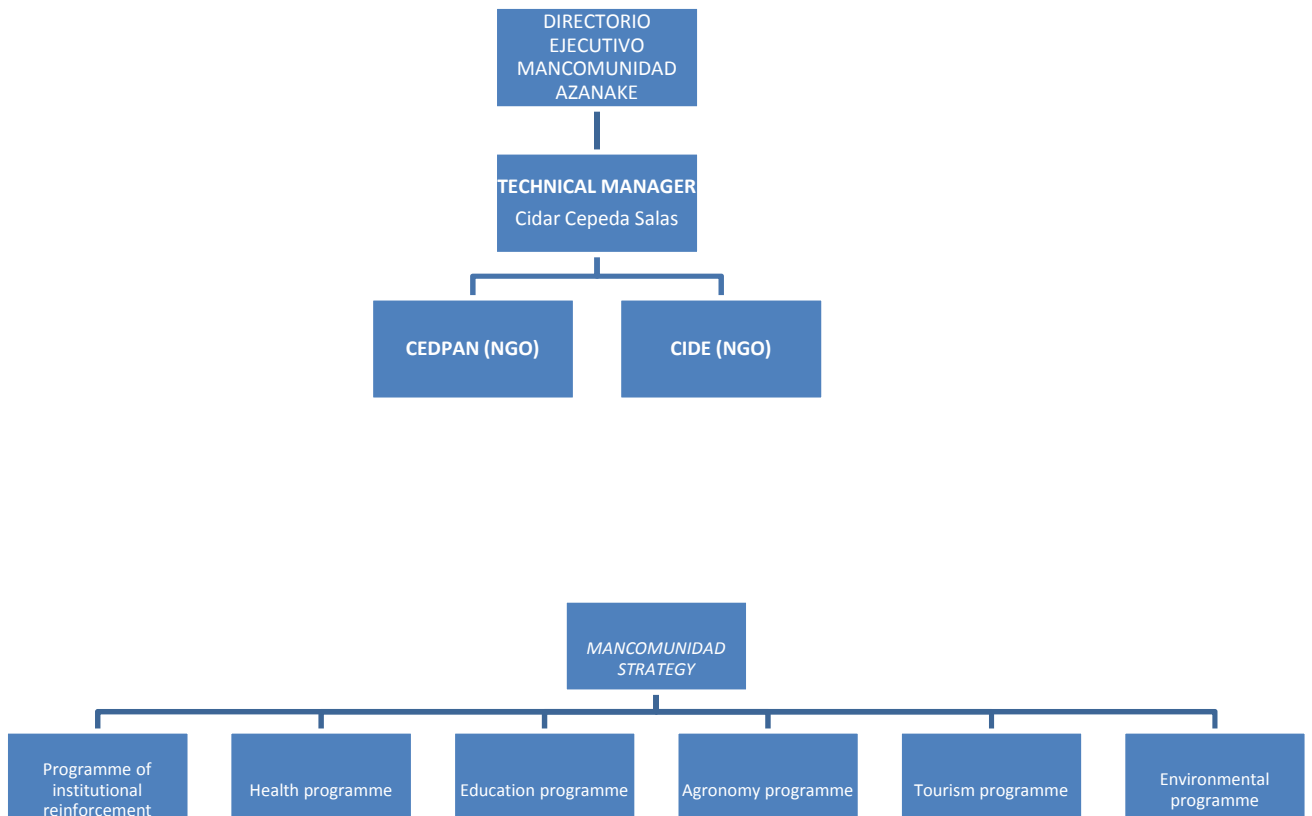 DIRECTORIO
EJECUTIVO
MANCOMUNIDAD
AZANAKE
TECHNICAL MANAGER
Cidar Cepeda Salas
CEDPAN (NGO)
CIDE (NGO)
MANCOMUNIDAD
STRATEGY
Programme of
institutional
reinforcement
Health programme
Education programme
Agronomy programme
Tourism programme
Environmental
programme